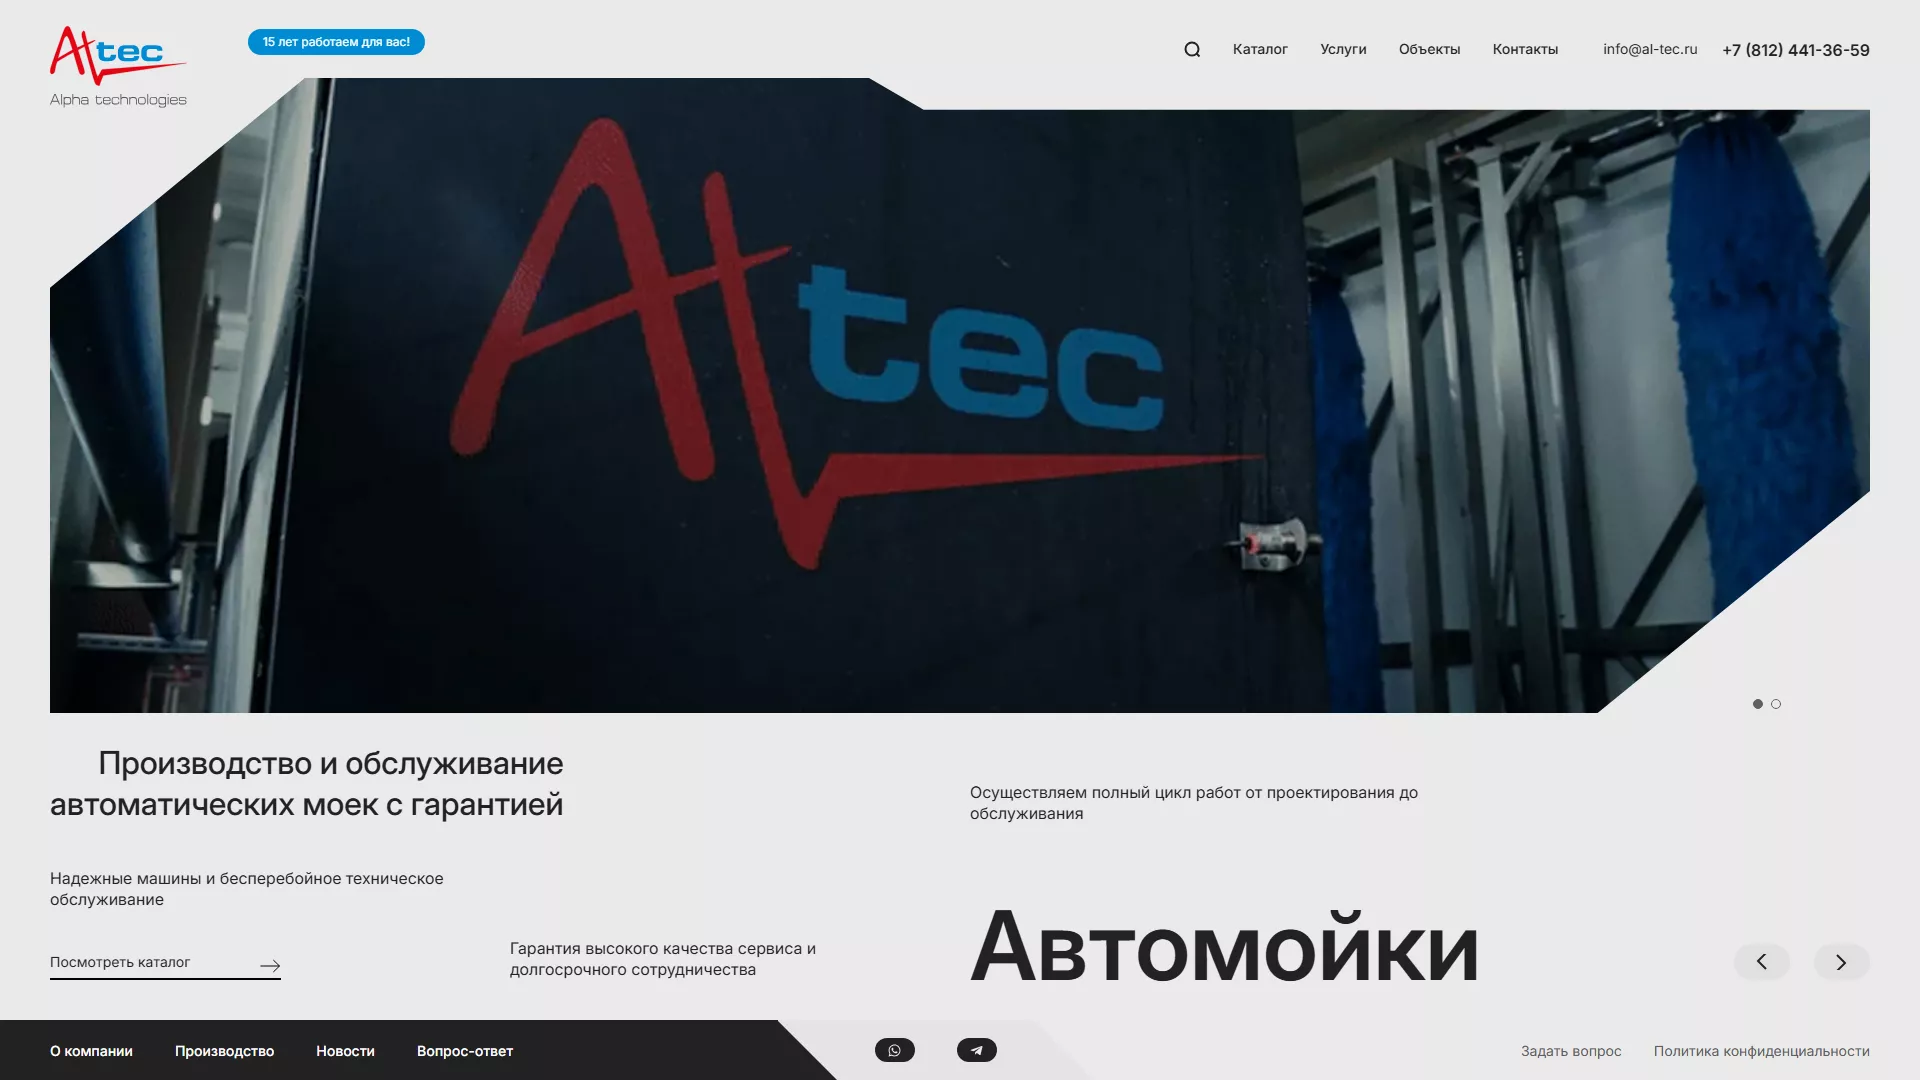 Altec
Alpha technologies
15 лет работаем для вас!
Каталог
Услуги
Объекты
Контакты
info@al-tec.ru
+7 (812) 441-36-59
Altec
Производство и обслуживание
автоматических моек с гарантией
Осуществляем полный цикл работ от проектирования до
обслуживания
Надежные машины и бесперебойное техническое
обслуживание
Посмотреть каталог
Гарантия высокого качества сервиса и
долгосрочного сотрудничества
Автомойки
О компании
Производство
Новости
Вопрос-ответ
Задать вопрос
Политика конфиденциальности